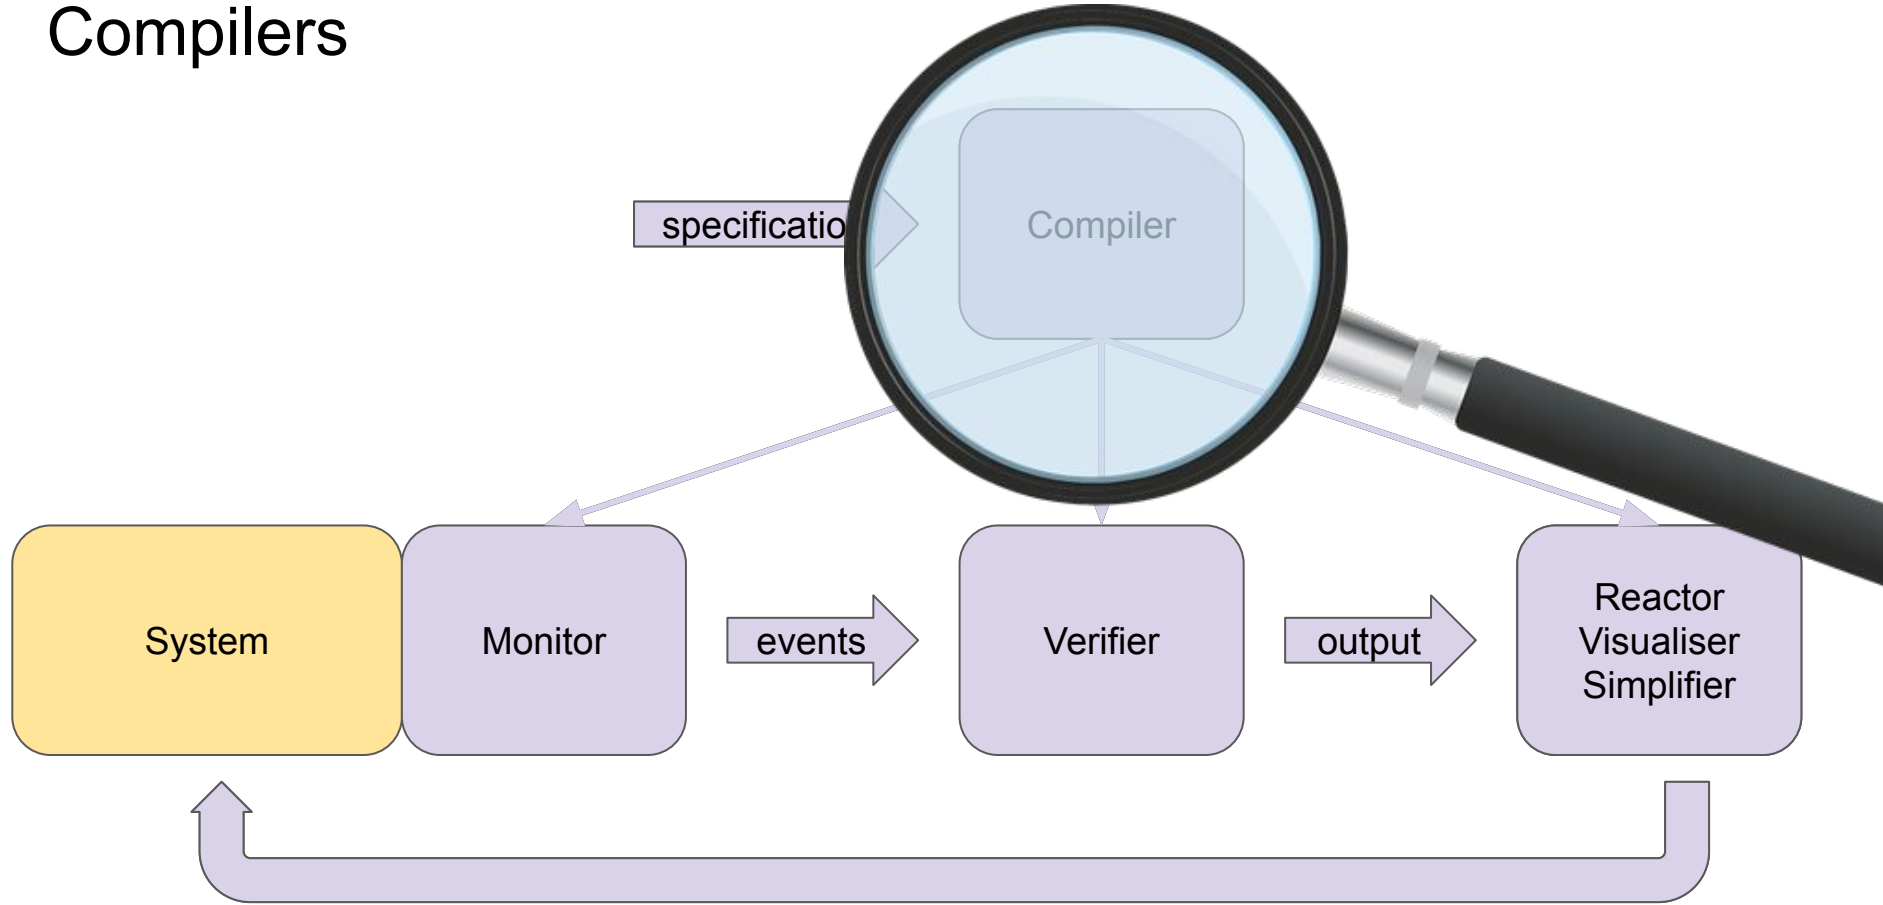 Compilers
specificatio
Compiler
System
Monitor
events
Verifier
output
Reactor
Visualiser
Simplifier